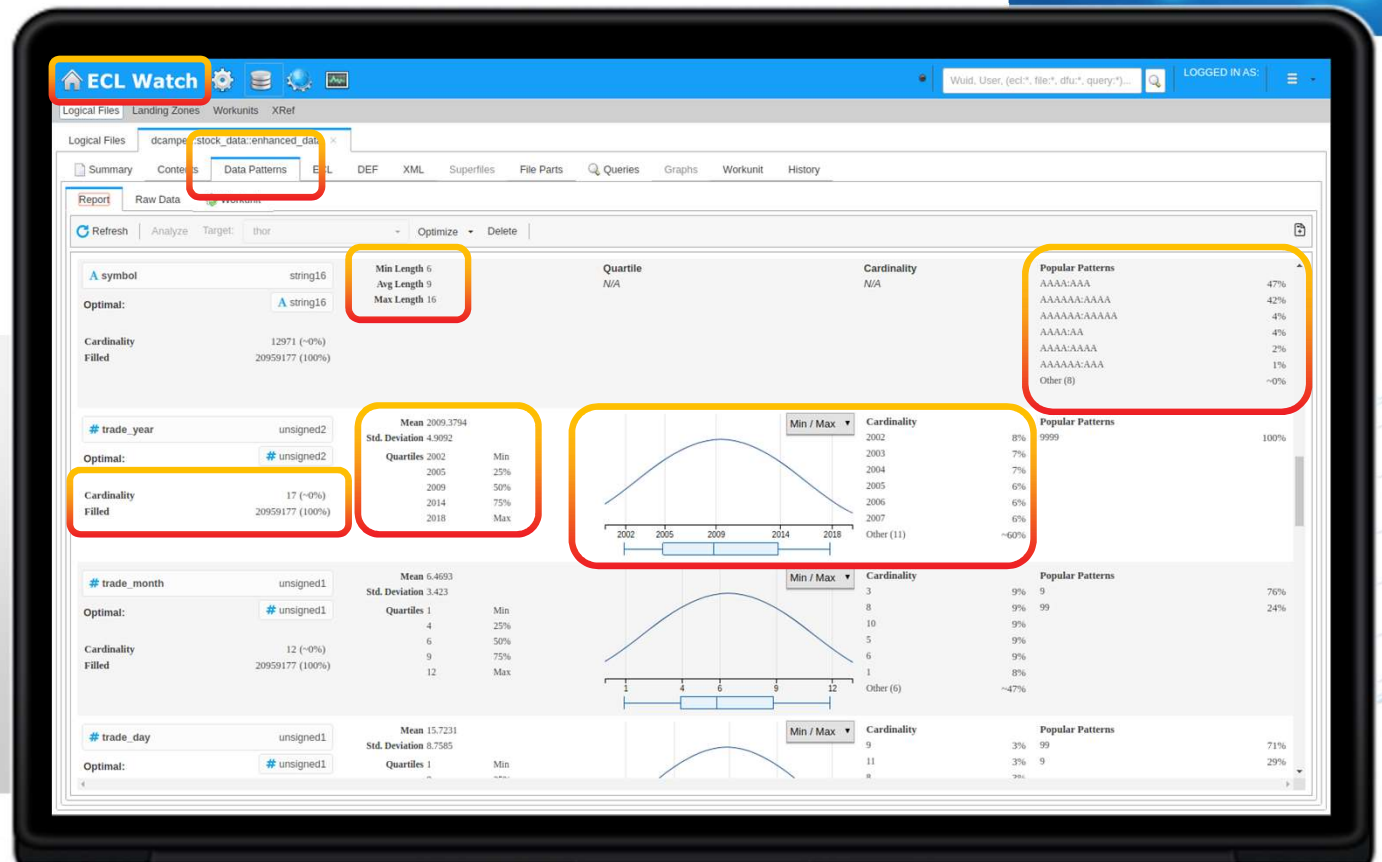 ECL Watch
Wuid, User, (ecl:*, file:*, dfu:*, query:*)...
LOGGED IN AS:
Logical Files Landing Zones Workunits XRef
Logical Files stock_data::enhanced_data ×
Summary Contents Data Patterns ECL DEF XML Superfiles File Parts Queries Graphs Workunit History
Report Raw Data Workunit
Refresh Analyze Target: thor Optimize Delete
A symbol string16 Min Length 6 Quartile Cardinality Popular Patterns
Avg Length 9 N/A N/A AAAA:AAA 47%
Optimal: A string16 Max Length 16 AAAAAA:AAAA 42%
AAAAAA:AAAAA 4%
Cardinality 12971 (~0%) AAAA:AA 4%
Filled 20959177 (100%) AAAA:AAAA 2%
AAAAAA:AAA 1%
Other (8) ~0%
# trade_year unsigned2 Mean 2009.3794 Min / Max Cardinality Popular Patterns
Std. Deviation 4.9092 2002 8% 9999 100%
Optimal: # unsigned2 Quartiles 2002 Min 2003 7%
2005 25% 2004 7%
Cardinality 17 (~0%) 2009 50% 2005 6%
Filled 20959177 (100%) 2014 75% 2006 6%
2018 Max 2007 6%
2002 2005 2009 2014 2018 Other (11) ~60%
# trade_month unsigned1 Mean 6.4693 Min / Max Cardinality Popular Patterns
Std. Deviation 3.423 3 9% 9 76%
Optimal: # unsigned1 Quartiles 1 Min 8 9% 99 24%
4 25% 10 9%
Cardinality 12 (~0%) 6 50% 5 9%
Filled 20959177 (100%) 9 75% 6 9%
12 Max 1 8%
1 4 6 9 12 Other (6) ~47%
# trade_day unsigned1 Mean 15.7231 Min / Max Cardinality Popular Patterns
Std. Deviation 8.7585 9 3% 99 71%
Optimal: # unsigned1 Quartiles 1 Min 11 3% 9 29%